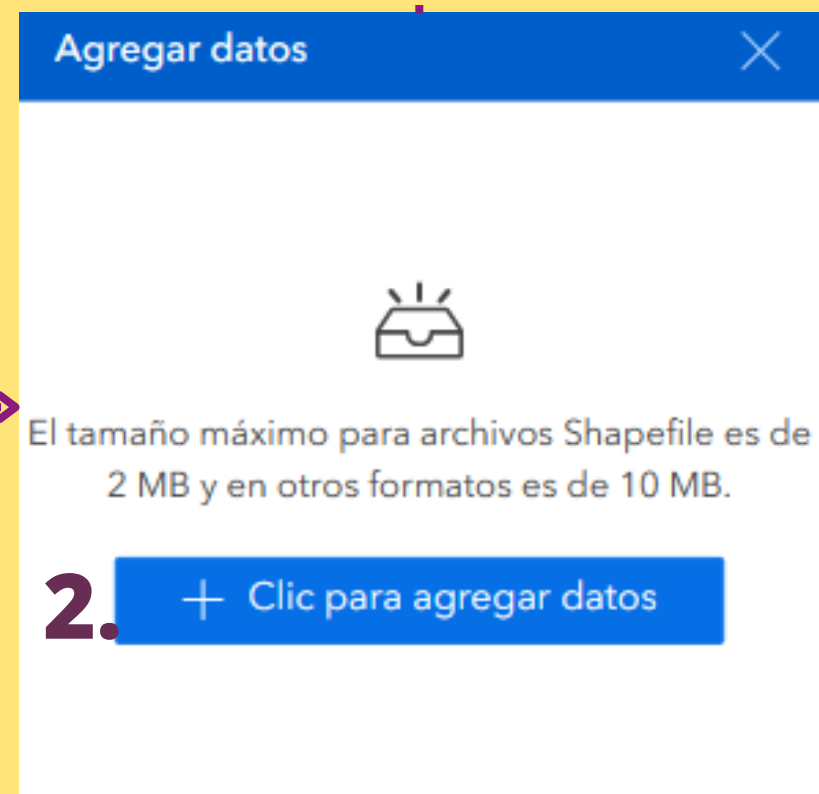 Agregar datos
El tamaño máximo para archivos Shapefile es de
2 MB y en otros formatos es de 10 MB.
2. + Clic para agregar datos